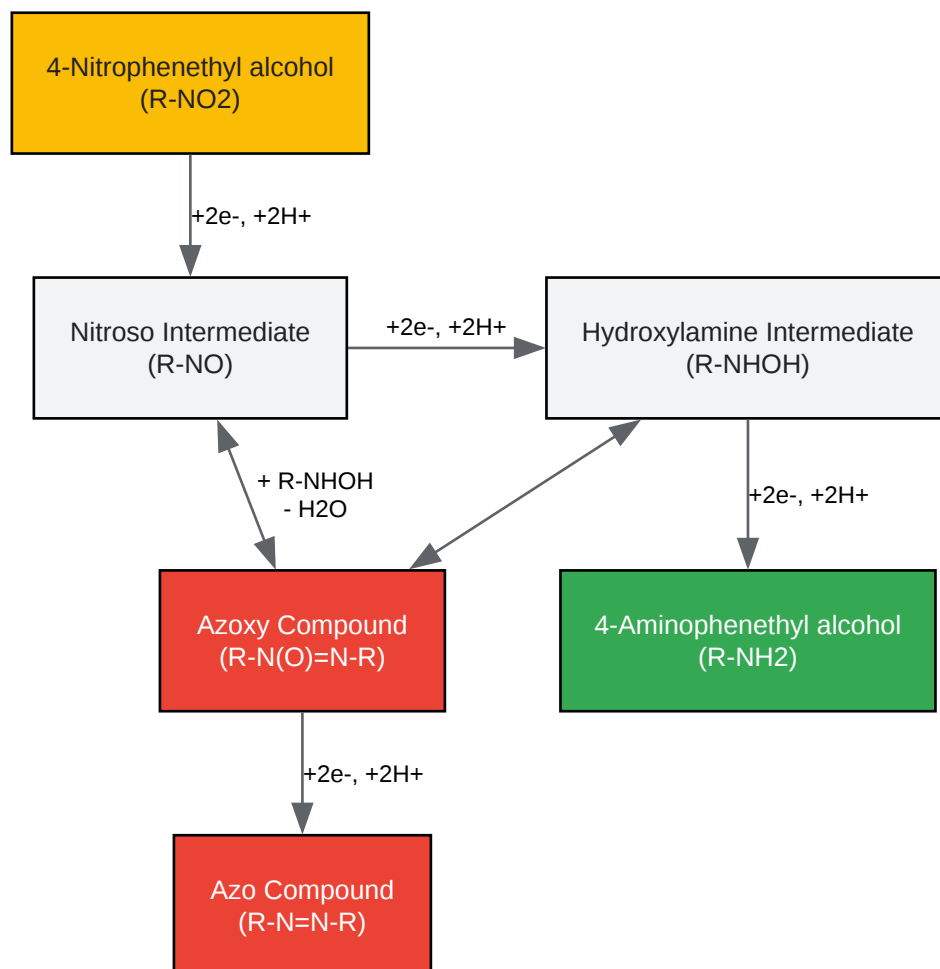 4-Nitrophenethyl alcohol
(R-NO2)
+2e-, +2H+
Nitroso Intermediate
(R-NO)
+2e-, +2H+
Hydroxylamine Intermediate
(R-NHOH)
+ R-NHOH
- H2O
+2e-, +2H+
Azoxy Compound
(R-N(O)=N-R)
4-Aminophenethyl alcohol
(R-NH2)
+2e-, +2H+
Azo Compound
(R-N=N-R)